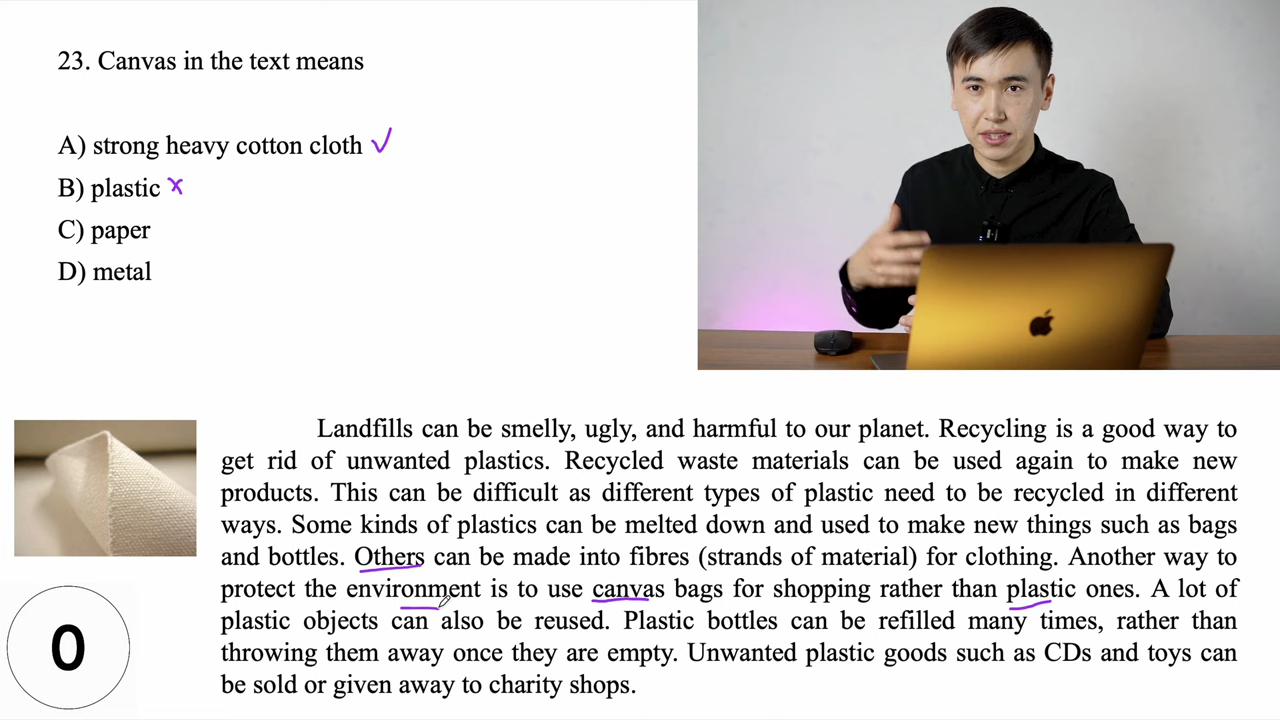 23. Canvas in the text means
A) strong heavy cotton cloth
B) plastic
C) paper
D) metal
Landfills can be smelly, ugly, and harmful to our planet. Recycling is a good way to
get rid of unwanted plastics. Recycled waste materials can be used again to make new
products. This can be difficult as different types of plastic need to be recycled in different
ways. Some kinds of plastics can be melted down and used to make new things such as bags
and bottles. Others can be made into fibres (strands of material) for clothing. Another way to
protect the environment is to use canvas bags for shopping rather than plastic ones. A lot of
plastic objects can also be reused. Plastic bottles can be refilled many times, rather than
throwing them away once they are empty. Unwanted plastic goods such as CDs and toys can
be sold or given away to charity shops.
0